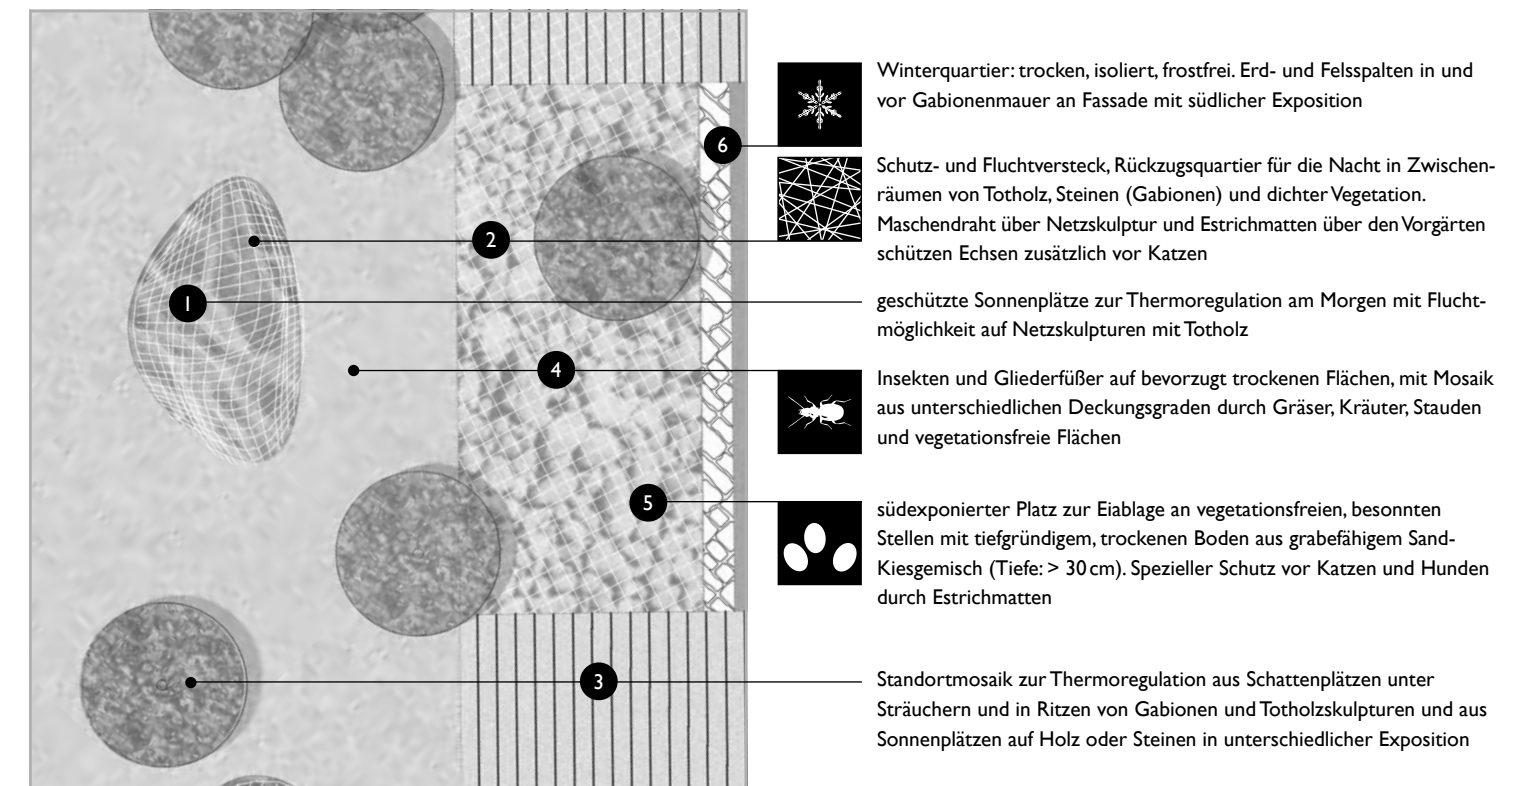 6
Winterquartier: trocken, isoliert, frostfrei. Erd- und Felsspalten in und
vor Gabionenmauer an Fassade mit südlicher Exposition
2
Schutz- und Fluchtversteck, Rückzugsquartier für die Nacht in Zwischen-
räumen von Totholz, Steinen (Gabionen) und dichter Vegetation.
Maschendraht über Netzskulptur und Estrichmatten über den Vorgärten
schützen Echsen zusätzlich vor Katzen
1
geschützte Sonnenplätze zur Thermoregulation am Morgen mit Flucht-
möglichkeit auf Netzskulpturen mit Totholz
4
Insekten und Gliederfüßer auf bevorzugt trockenen Flächen, mit Mosaik
aus unterschiedlichen Deckungsgraden durch Gräser, Kräuter, Stauden
und vegetationsfreie Flächen
5
südexponierter Platz zur Eiablage an vegetationsfreien, besonnten
Stellen mit tiefgründigem, trockenen Boden aus grabefähigem Sand-
Kiesgemisch (Tiefe: > 30 cm). Spezieller Schutz vor Katzen und Hunden
durch Estrichmatten
3
Standortmosaik zur Thermoregulation aus Schattenplätzen unter
Sträuchern und in Ritzen von Gabionen und Totholzskulpturen und aus
Sonnenplätzen auf Holz oder Steinen in unterschiedlicher Exposition